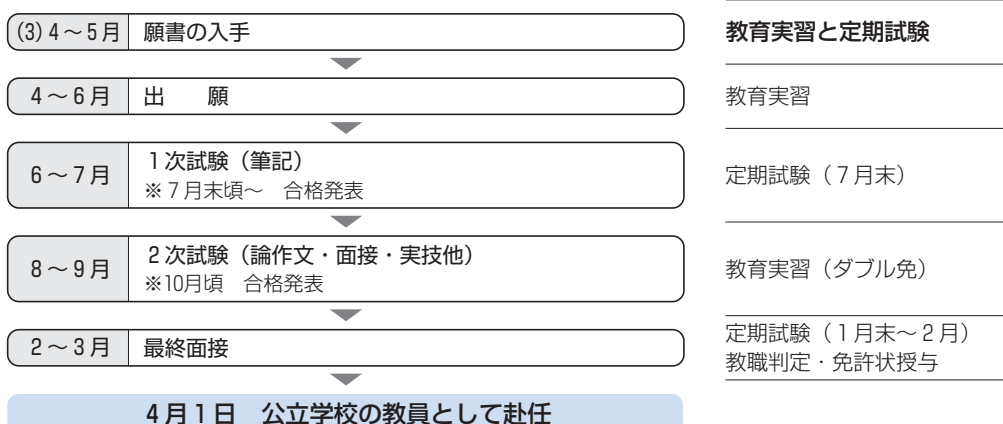 (3) 4～5月 願書の入手
4～6月 出　願
6～7月 1次試験（筆記）
※7月末頃～　合格発表
8～9月 2次試験（論作文・面接・実技他）
※10月頃　合格発表
2～3月 最終面接
4月1日　公立学校の教員として赴任
教育実習と定期試験
教育実習
定期試験（7月末）
教育実習（ダブル免）
定期試験（1月末～2月）
教職判定・免許状授与